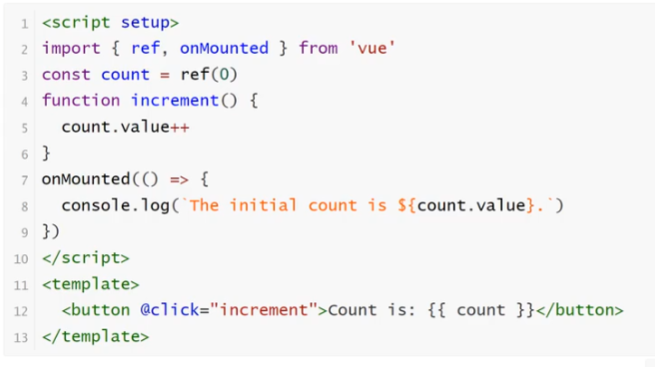 1 <script setup>
2 import { ref, onMounted } from 'vue'
3 const count = ref(0)
4 function increment() {
5   count.value++
6 }
7 onMounted(() => {
8   console.log(`The initial count is ${count.value}.`)
9 })
10 </script>
11 <template>
12   <button @click="increment">Count is: {{ count }}</button>
13 </template>